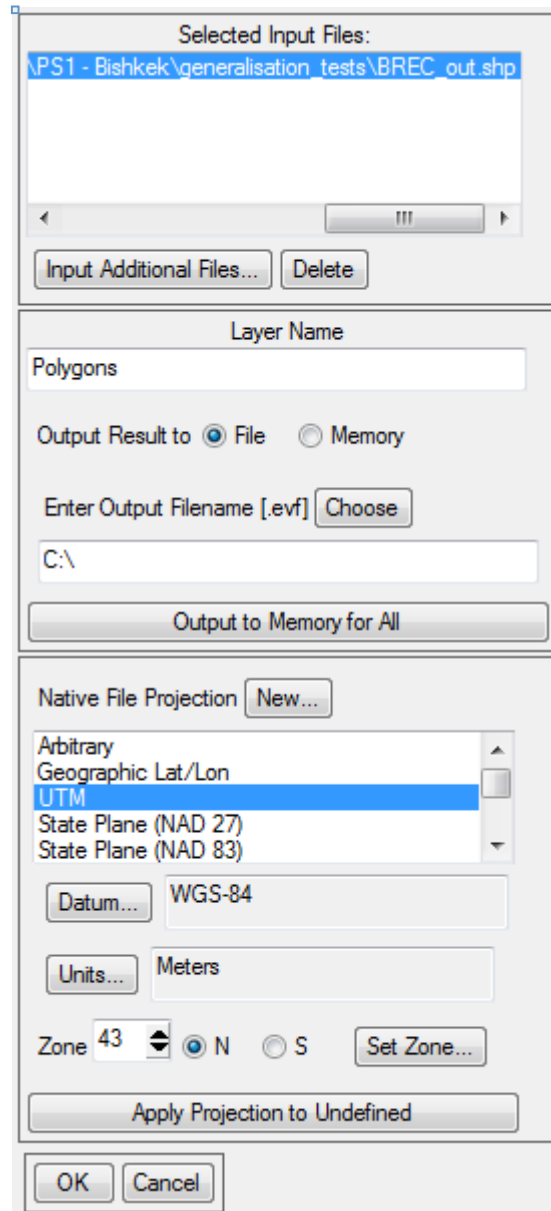 Selected Input Files:
\PS1 - Bishkek\generalisation_tests\BREC_out.shp
Input Additional Files... Delete
Layer Name
Polygons
Output Result to File Memory
Enter Output Filename [.evf] Choose
C:\
Output to Memory for All
Native File Projection New...
Arbitrary
Geographic Lat/Lon
UTM
State Plane (NAD 27)
State Plane (NAD 83)
Datum... WGS-84
Units... Meters
Zone 43 N S Set Zone...
Apply Projection to Undefined
OK Cancel